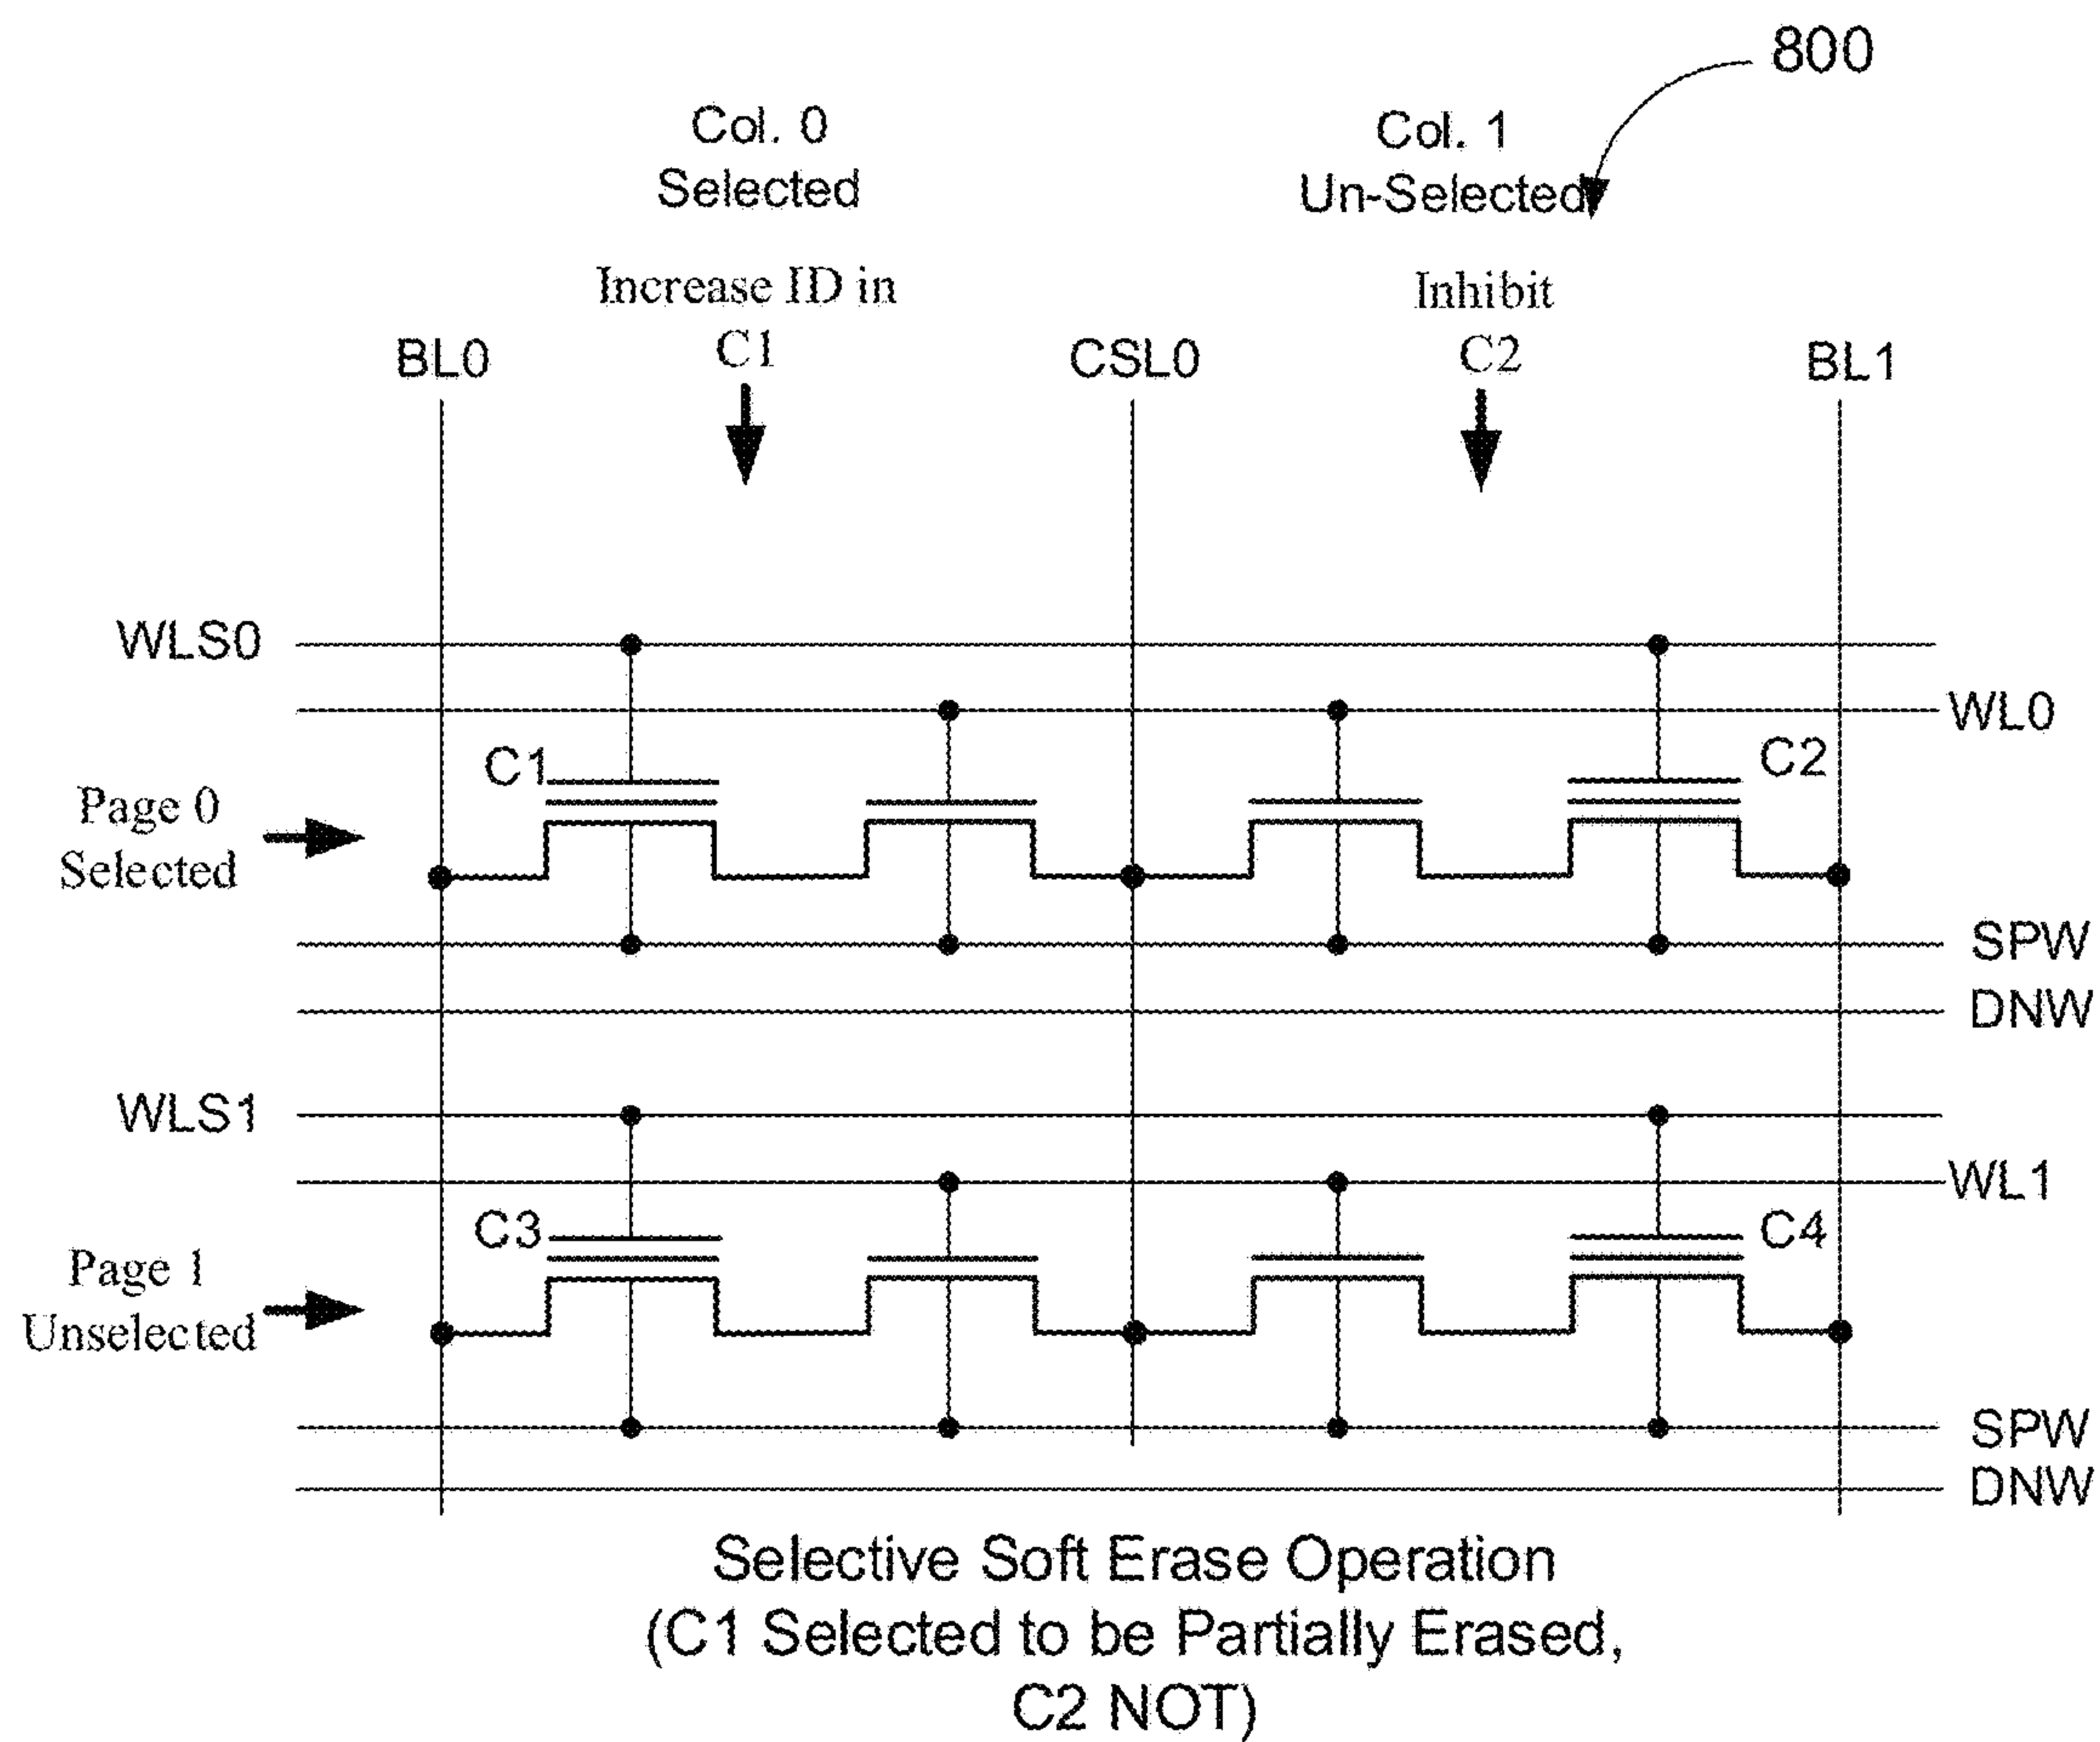 800
Col. 0
Selected
Col. 1
Un-Selected
Increase ID in
C1
Inhibit
C2
BL0
CSL0
BL1
WLS0
WL0
C1
C2
Page 0
Selected
SPW
DNW
WLS1
WL1
C3
C4
Page 1
Unselected
SPW
DNW
Selective Soft Erase Operation
(C1 Selected to be Partially Erased,
C2 NOT)